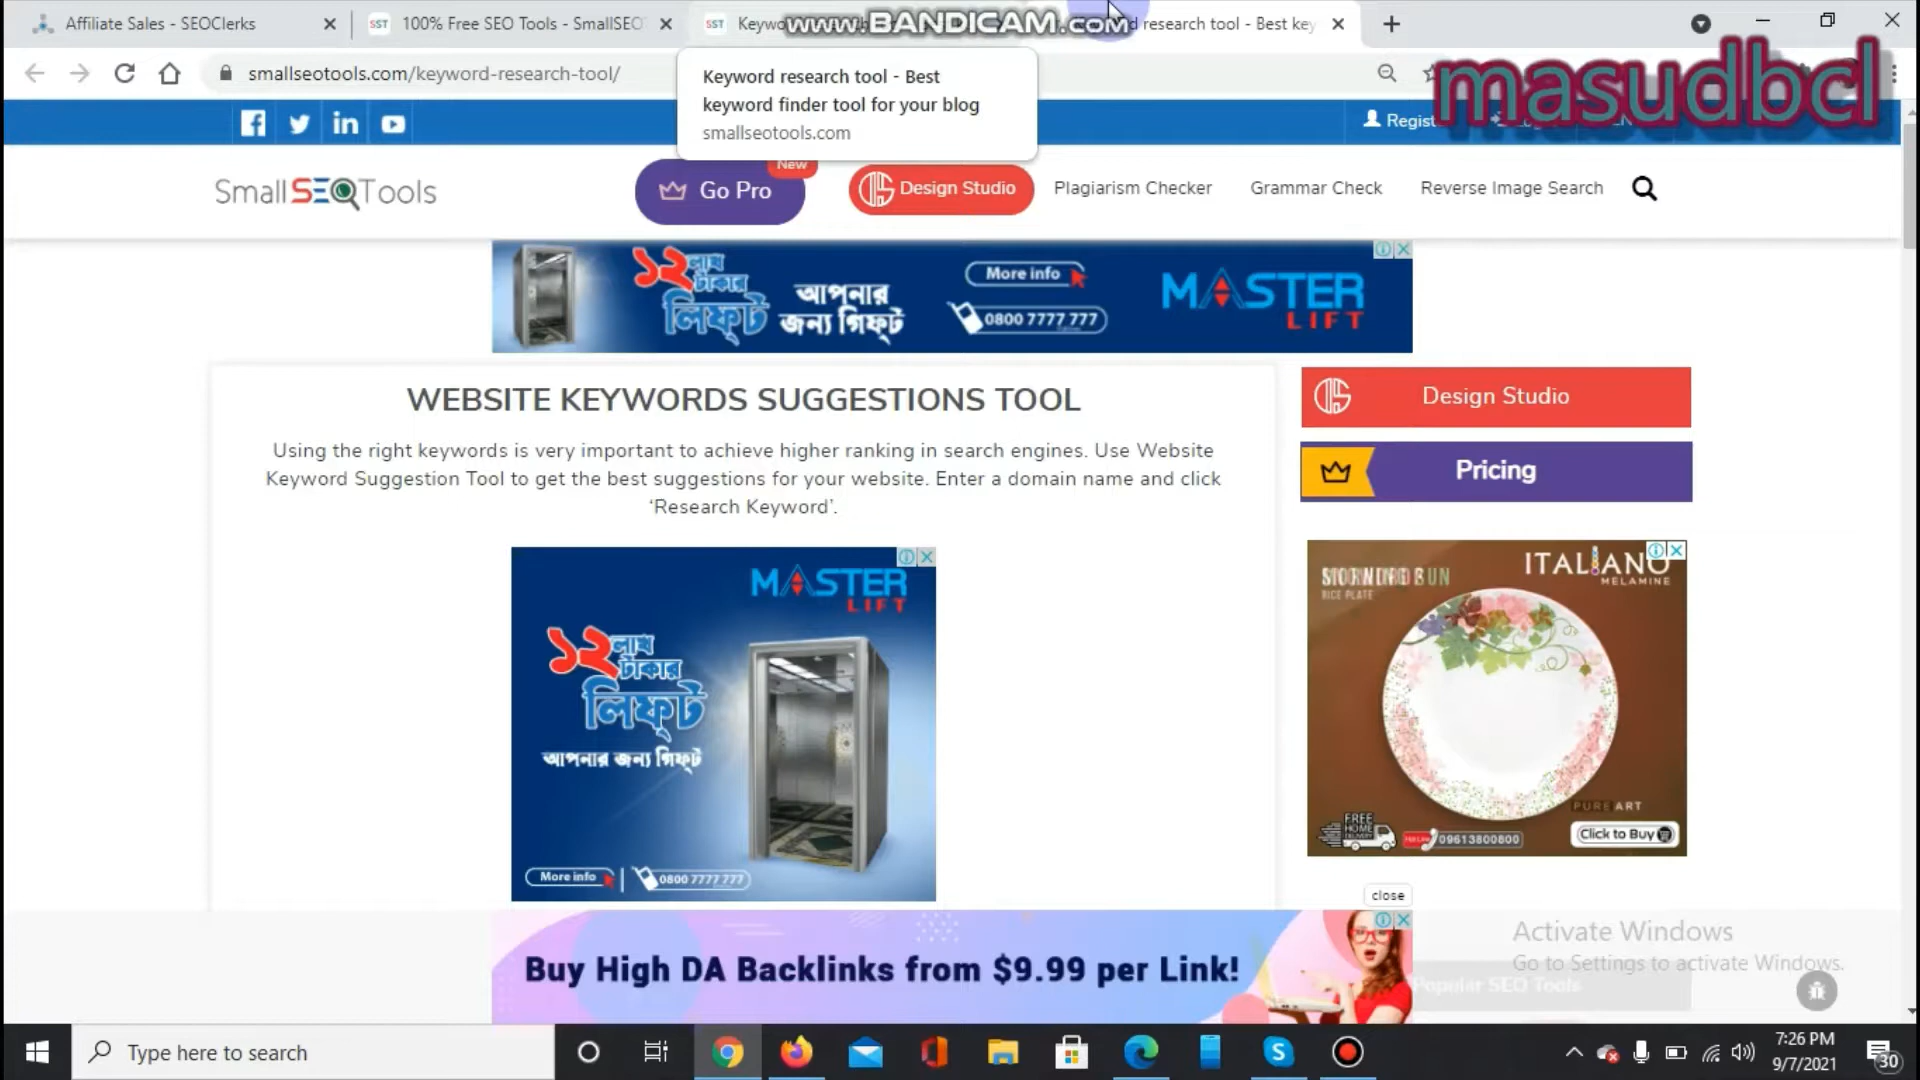 Affiliate Sales - SEOClerks
100% Free SEO Tools - SmallSEO
Keywo
research tool - Best key
www.BANDICAM.com
smallseotools.com/keyword-research-tool/
masudbcl
Keyword research tool - Best
keyword finder tool for your blog
smallseotools.com
Regist
SmallSEOTools
Go Pro
New
Design Studio
Plagiarism Checker
Grammar Check
Reverse Image Search
১২ লাখ
টাকার
লিফ্ট
আপনার
জন্য গিফ্ট
More info
0800 7777 777
MASTER
LIFT
WEBSITE KEYWORDS SUGGESTIONS TOOL
Using the right keywords is very important to achieve higher ranking in search engines. Use Website
Keyword Suggestion Tool to get the best suggestions for your website. Enter a domain name and click
‘Research Keyword’.
Design Studio
Pricing
MASTER
LIFT
১২ লাখ
টাকার
লিফ্ট
আপনার জন্য গিফ্ট
More info
0800 7777 777
ITALIANO
MELAMINE
RICE PLATE
PURE ART
FREE
HOME
DELIVERY
09613800800
Click to Buy
close
Buy High DA Backlinks from $9.99 per Link!
Activate Windows
Go to Settings to activate Windows.
Popular SEO Tools
Type here to search
7:26 PM
9/7/2021
30